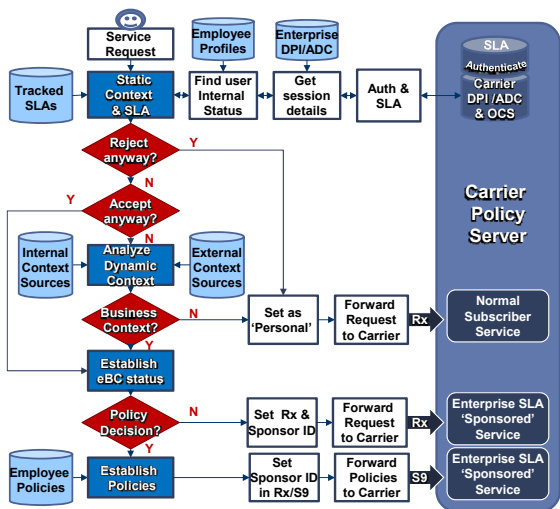 Service
Request
Employee
Profiles
Enterprise
DPI/ADC
SLA
Authenticate
Carrier
DPI /ADC
& OCS
Tracked
SLAs
Static
Context
& SLA
Find user
Internal
Status
Get
session
details
Auth &
SLA
Reject
anyway?
Y
N
Y
Accept
anyway?
N
Carrier
Policy
Server
Internal
Context
Sources
Analyze
Dynamic
Context
External
Context
Sources
Business
Context?
N
Y
Set as
‘Personal’
Forward
Request
to Carrier
Rx
Normal
Subscriber
Service
Establish
eBC status
Policy
Decision?
N
Y
Set Rx &
Sponsor ID
Forward
Request
to Carrier
Rx
Enterprise SLA
‘Sponsored’
Service
Employee
Policies
Establish
Policies
Set
Sponsor ID
in Rx/S9
Forward
Policies
to Carrier
S9
Enterprise SLA
‘Sponsored’
Service